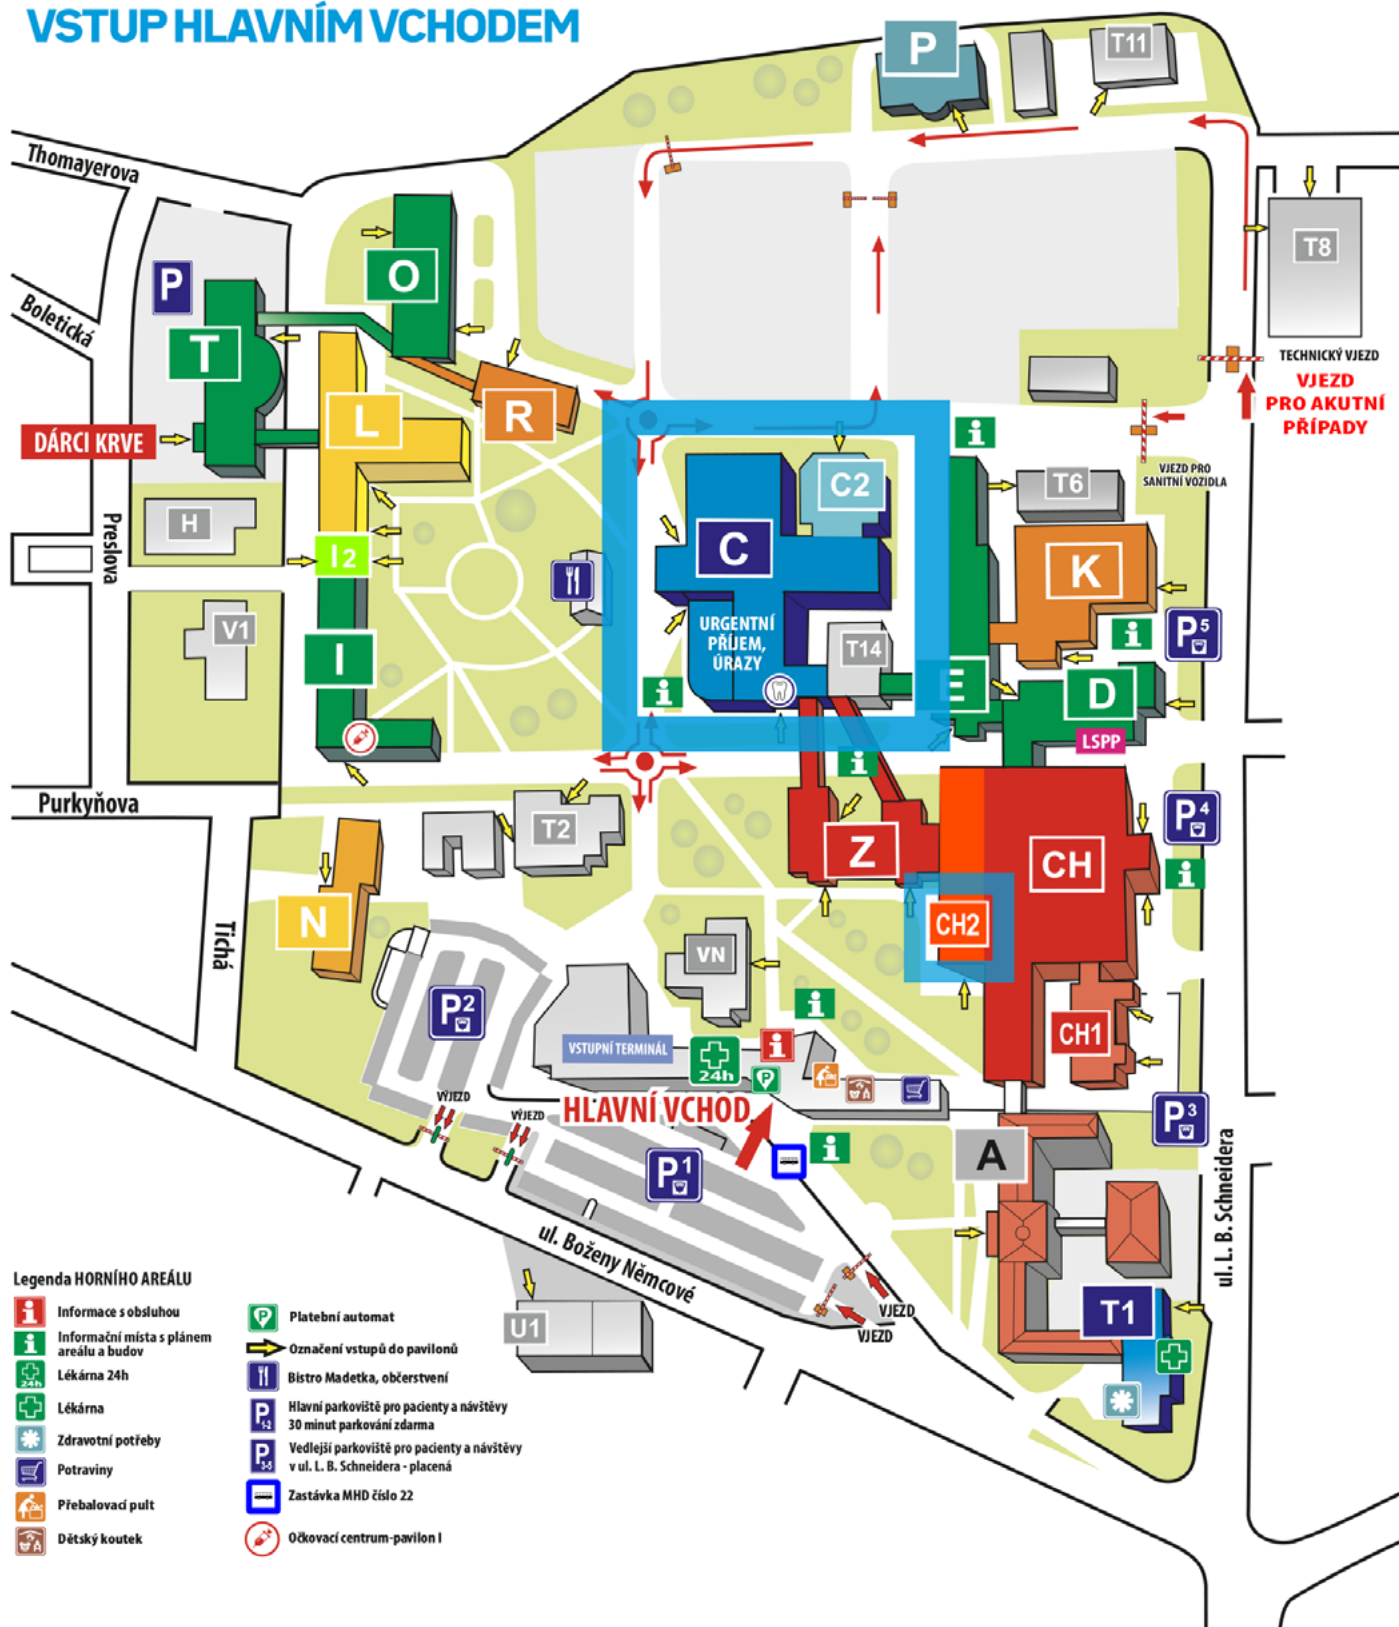 VSTUP HLAVNÍM VCHODEM
P
T11
Thomayerova
Boletická
P
O
T
L
R
DÁRCI KRVE
H
Preslova
I2
V1
I
T8
TECHNICKÝ VJEZD
VJEZD
PRO AKUTNÍ
PŘÍPADY
VJEZD PRO
SANITNÍ VOZIDLA
i
C2
T6
C
K
URGENTNÍ
PŘÍJEM,
ÚRAZY
T14
i
E
i
P5
D
LSPP
i
Purkyňova
T2
Z
CH
P4
i
N
Tichá
CH2
VN
i
P2
VSTUPNÍ TERMINÁL
24h
i
P
CH1
VÝJEZD
VÝJEZD
HLAVNÍ VCHOD
P3
P1
i
A
ul. L. B. Schneidera
ul. Boženy Němcové
VJEZD
VJEZD
U1
T1
Legenda HORNÍHO AREÁLU
i Informace s obsluhou
i Informační místa s plánem
areálu a budov
24h Lékárna 24h
Lékárna
Zdravotní potřeby
Potraviny
Přebalovací pult
Dětský koutek
P Platební automat
Označení vstupů do pavilonů
Bistro Madetka, občerstvení
P 1-2 Hlavní parkoviště pro pacienty a návštěvy
30 minut parkování zdarma
P 3-5 Vedlejší parkoviště pro pacienty a návštěvy
v ul. L. B. Schneidera - placená
Zastávka MHD číslo 22
Očkovací centrum-pavilon I